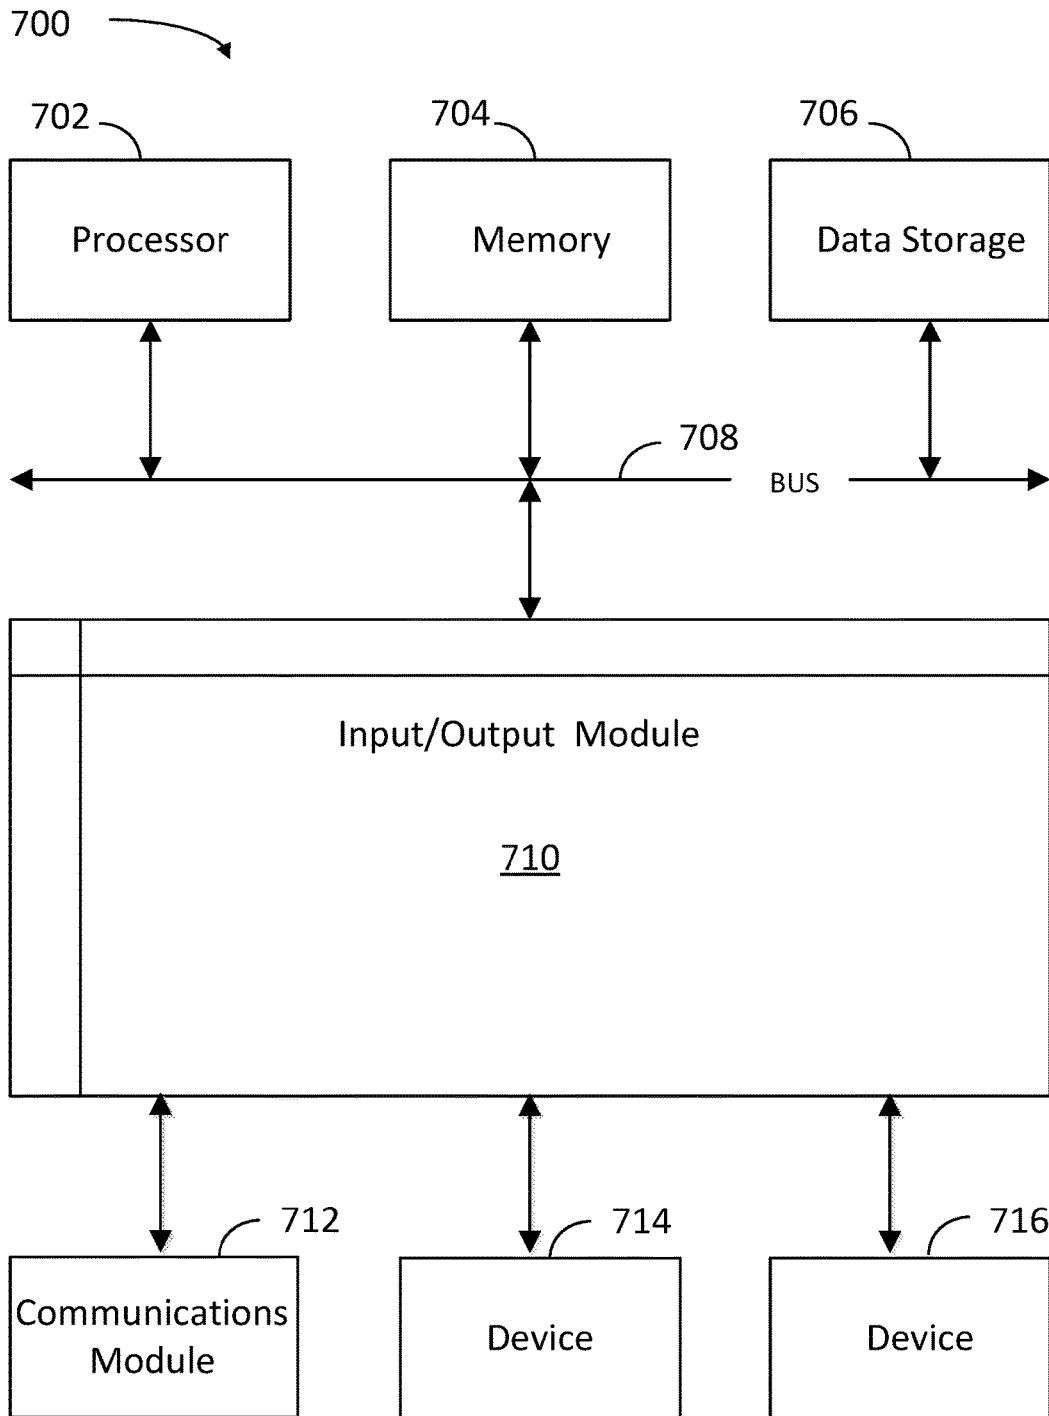 700
702
704
706
Processor
Memory
Data Storage
708
BUS
Input/Output Module
710
712
714
716
Communications
Module
Device
Device